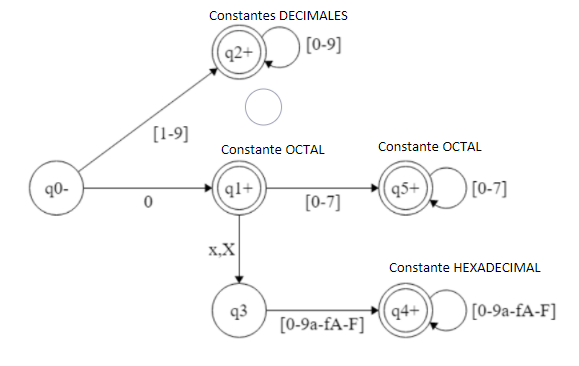 Constantes DECIMALES
q2+
[0-9]
[1-9]
Constante OCTAL
Constante OCTAL
q0-
0
q1+
[0-7]
q5+
[0-7]
x,X
Constante HEXADECIMAL
q3
[0-9a-fA-F]
q4+
[0-9a-fA-F]